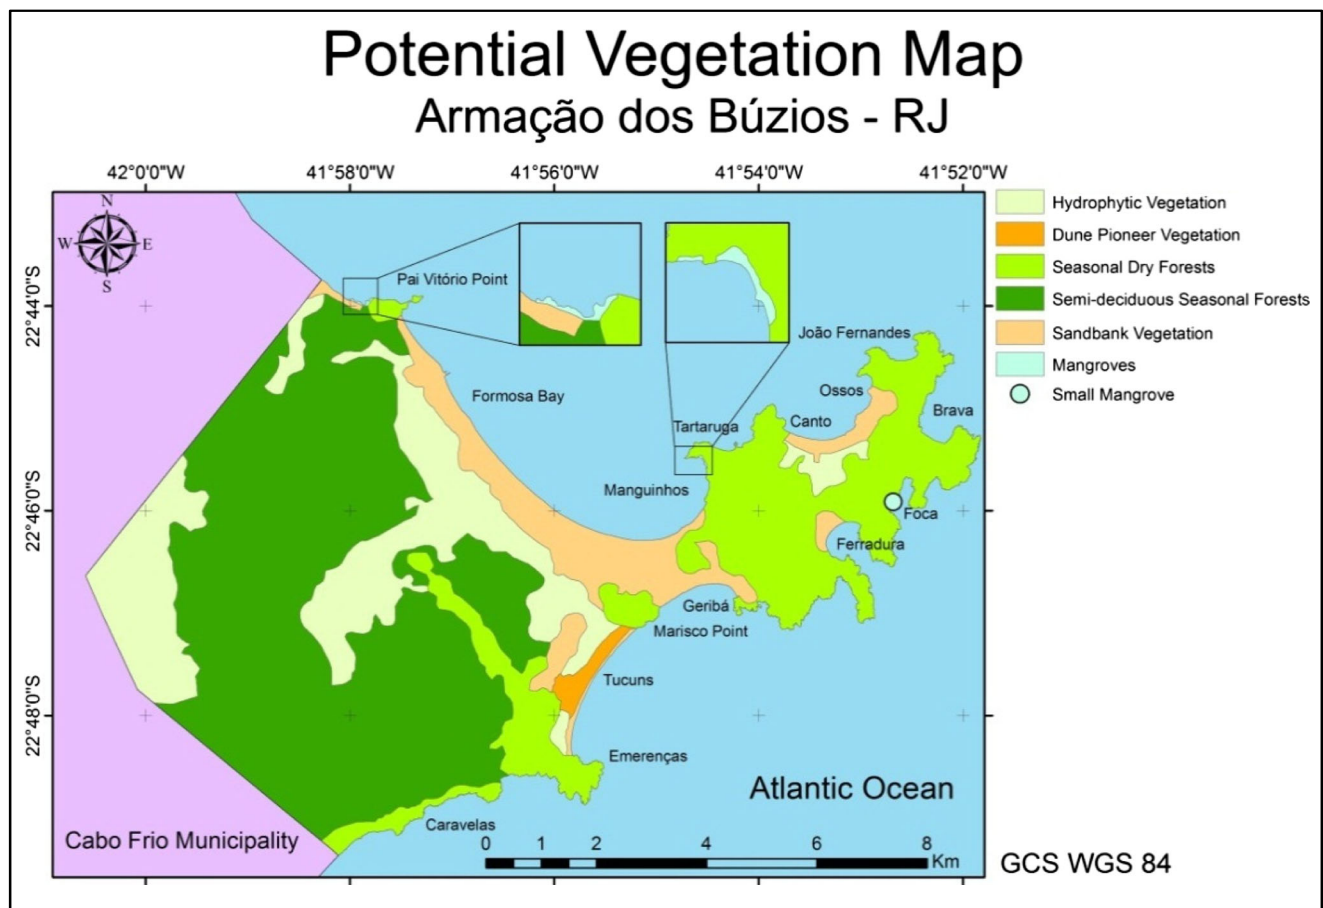 Potential Vegetation Map
Armação dos Búzios - RJ
42°0'0"W
41°58'0"W
41°56'0"W
41°54'0"W
41°52'0"W
22°44'0"S
22°46'0"S
22°48'0"S
N
W
E
S
Pai Vitório Point
João Fernandes
Formosa Bay
Ossos
Canto
Brava
Tartaruga
Manguinhos
Foca
Ferradura
Geribá
Marisco Point
Tucuns
Emerenças
Caravelas
Atlantic Ocean
Cabo Frio Municipality
0 1 2 4 6 8
Km
Hydrophytic Vegetation
Dune Pioneer Vegetation
Seasonal Dry Forests
Semi-deciduous Seasonal Forests
Sandbank Vegetation
Mangroves
Small Mangrove
GCS WGS 84